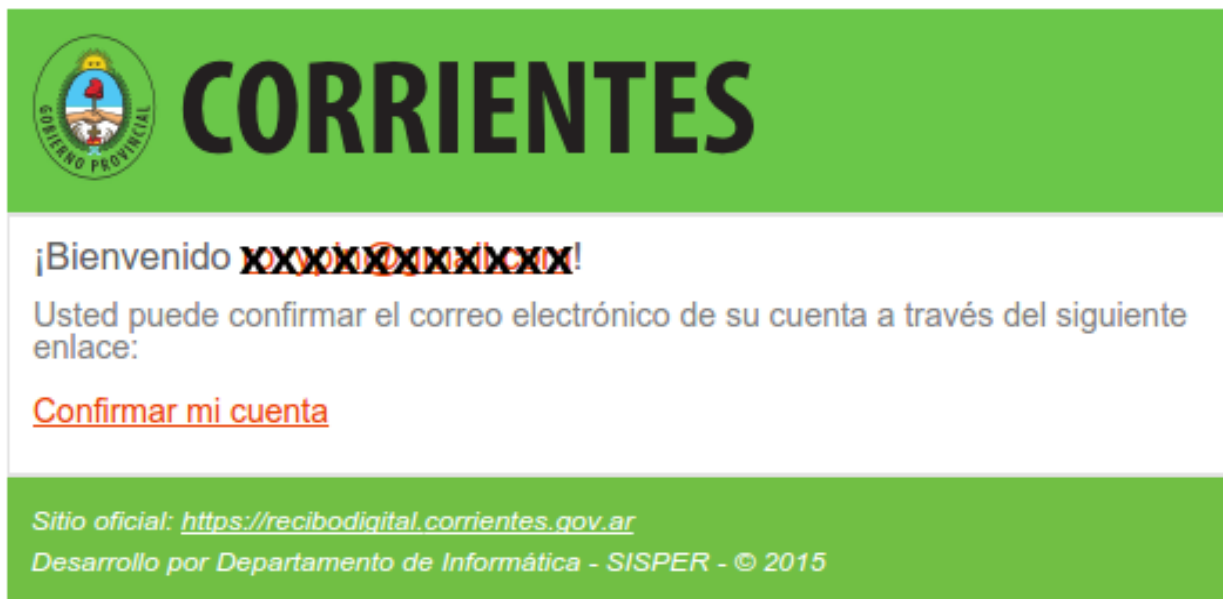 GOBIERNO PROVINCIAL
CORRIENTES
¡Bienvenido !
Usted puede confirmar el correo electrónico de su cuenta a través del siguiente
enlace:
Confirmar mi cuenta
Sitio oficial: https://recibodigital.corrientes.gov.ar
Desarrollo por Departamento de Informática - SISPER - © 2015